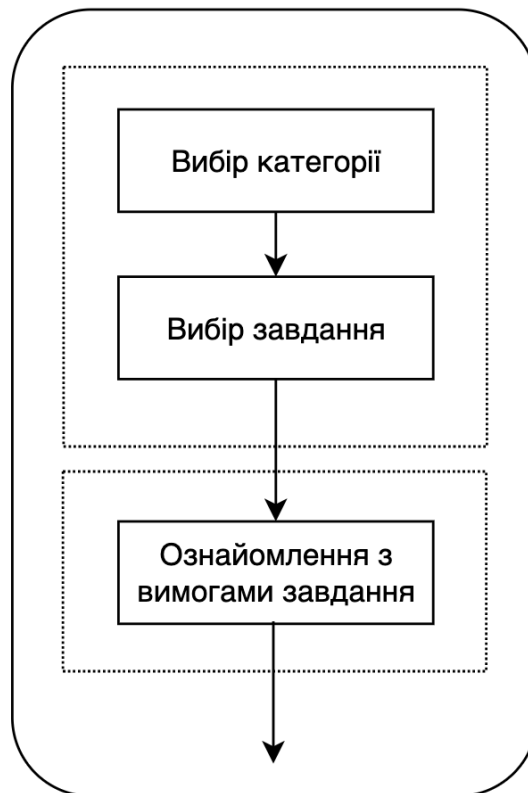 Вибір категорії
Вибір завдання
Ознайомлення з
вимогами завдання